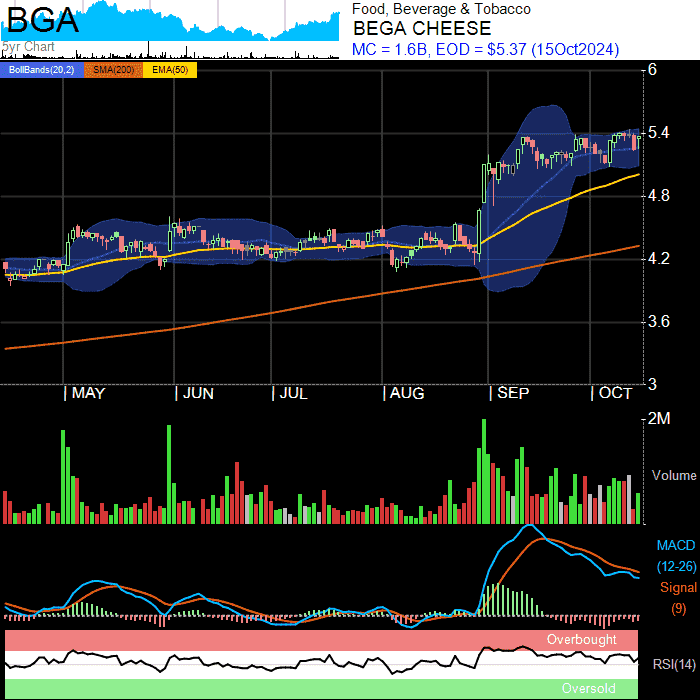 BGA
5yr Chart
Food, Beverage & Tobacco
BEGA CHEESE
MC = 1.6B, EOD = $5.37 (15Oct2024)
BollBands(20,2) SMA(200) EMA(50)
6
5.4
4.8
4.2
3.6
3
| MAY | JUN | JUL | AUG | SEP | OCT
2M
Volume
MACD
(12-26)
Signal
(9)
Overbought
RSI(14)
Oversold